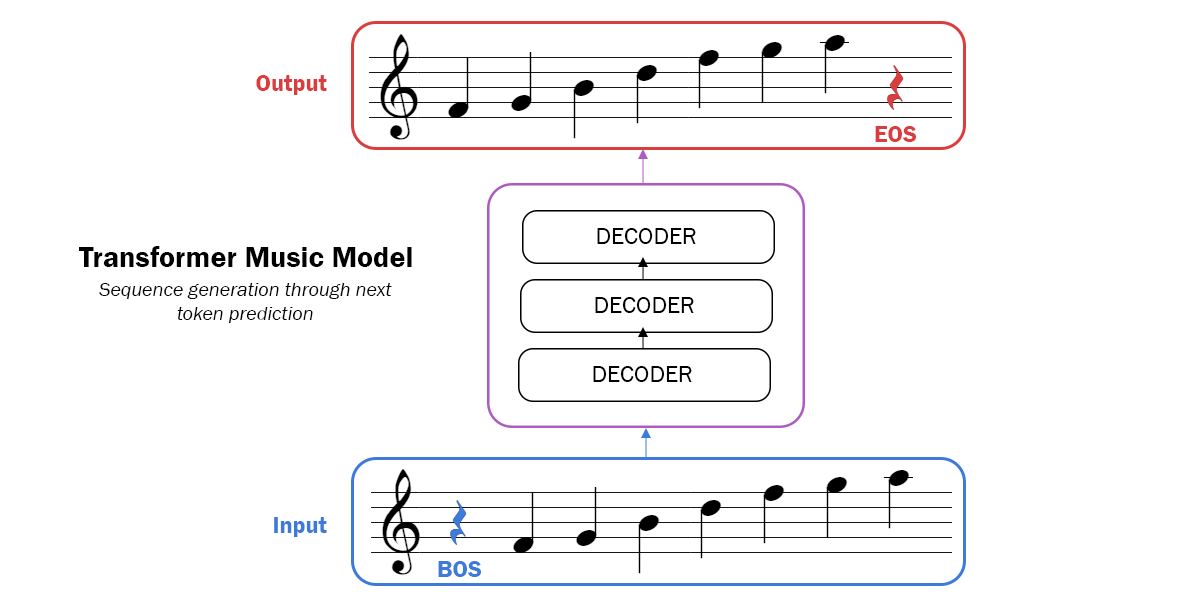 Output
EOS
DECODER
Transformer Music Model
Sequence generation through next
token prediction
DECODER
DECODER
Input
BOS